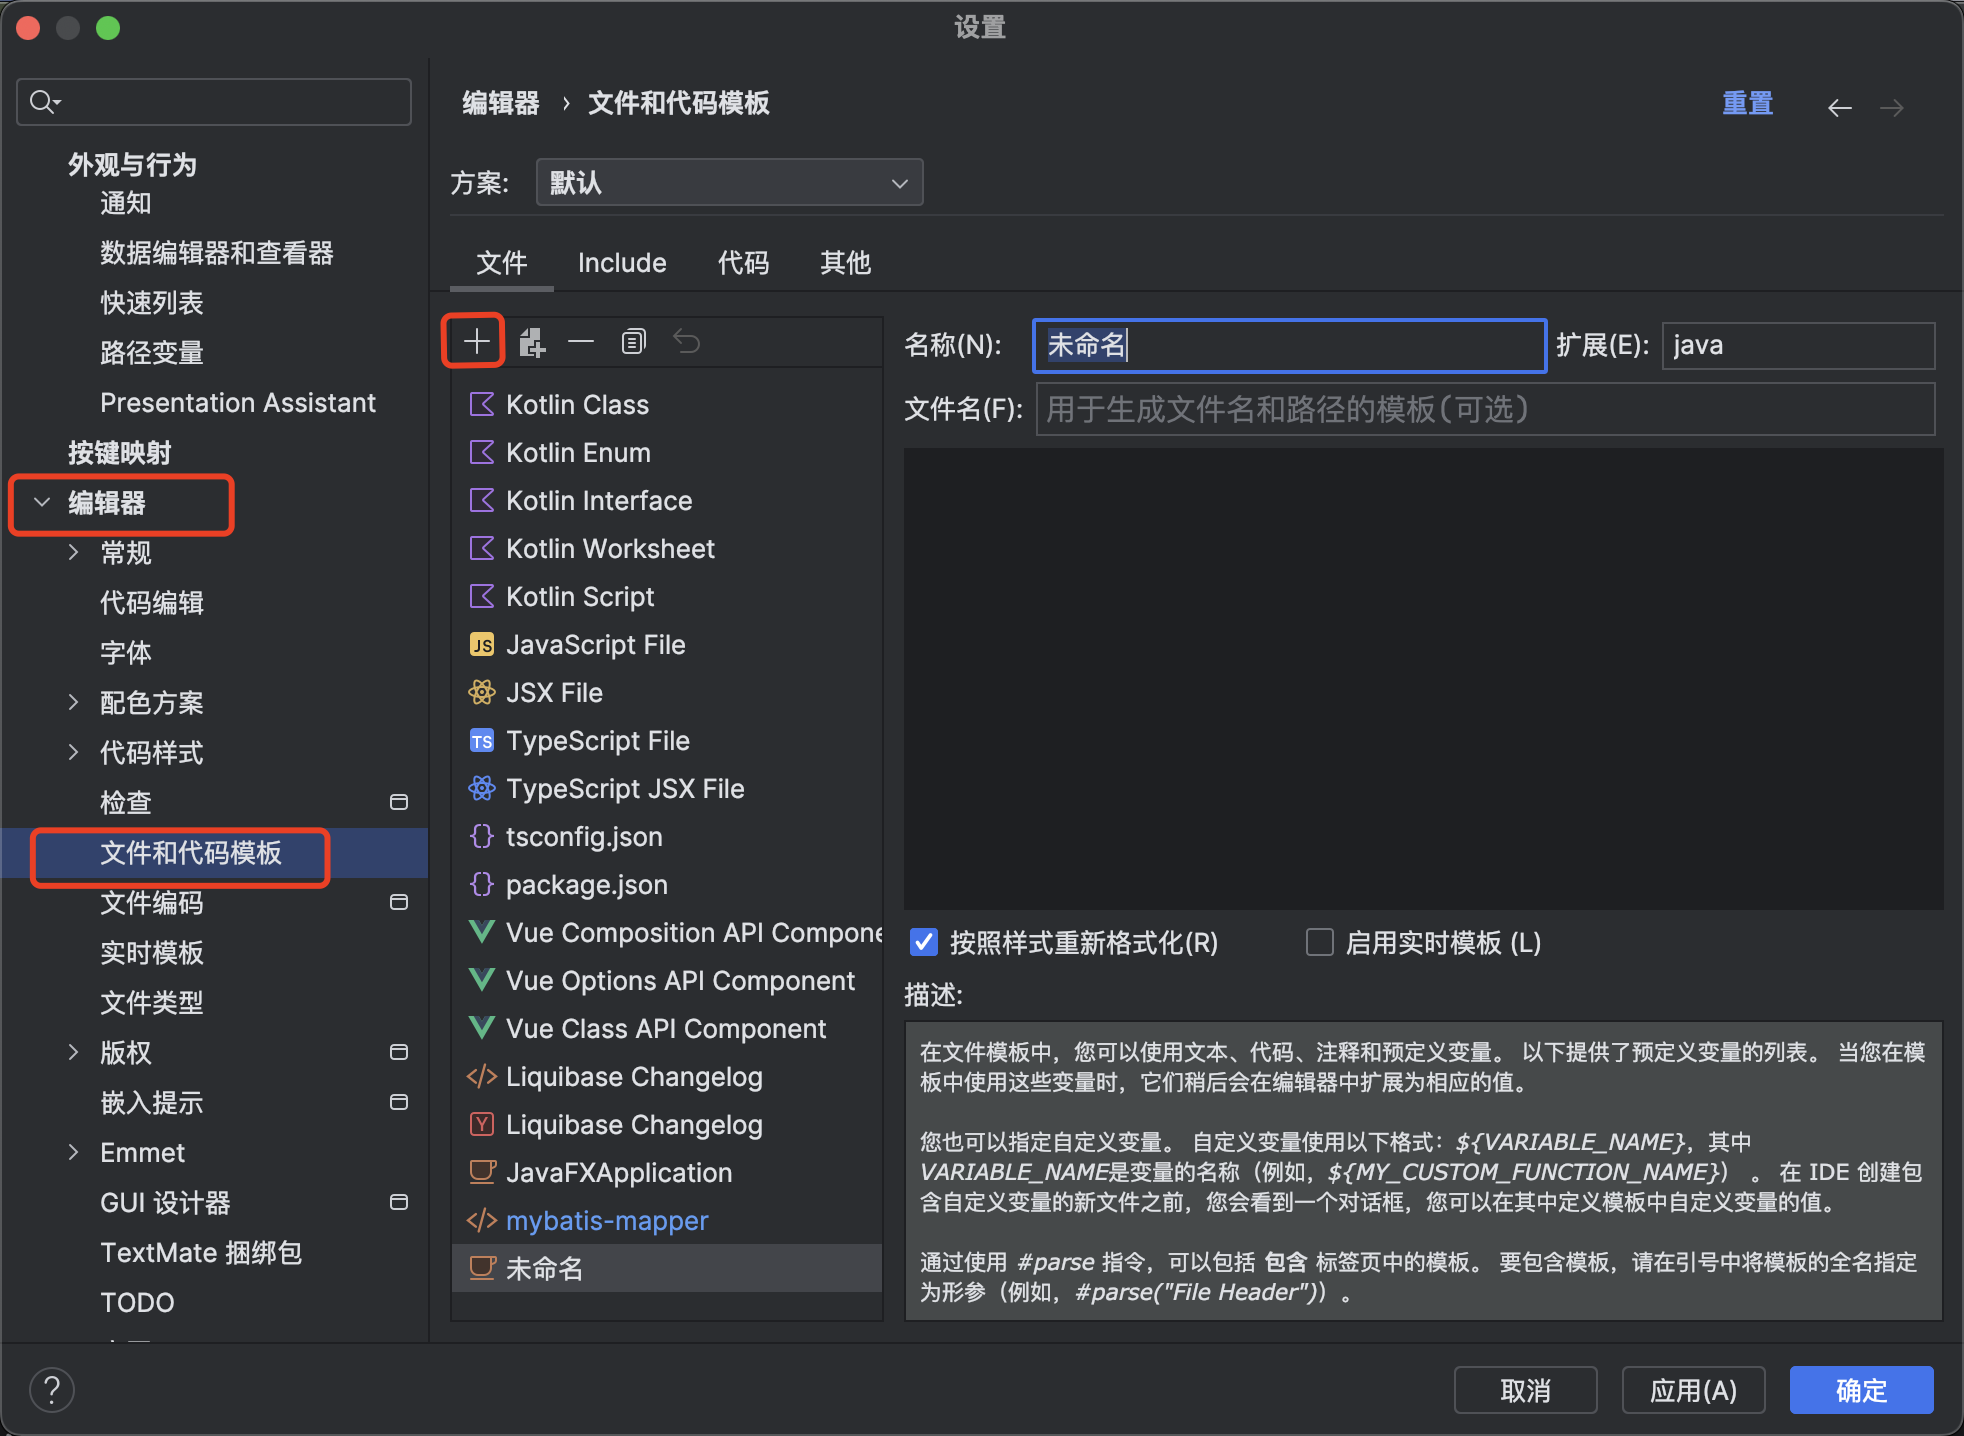 设置
外观与行为
通知
数据编辑器和查看器
快速列表
路径变量
Presentation Assistant
按键映射
编辑器
常规
代码编辑
字体
配色方案
代码样式
检查
文件和代码模板
文件编码
实时模板
文件类型
版权
嵌入提示
Emmet
GUI 设计器
TextMate 捆绑包
TODO
编辑器 › 文件和代码模板
重置
方案: 默认
文件 Include 代码 其他
Kotlin Class
Kotlin Enum
Kotlin Interface
Kotlin Worksheet
Kotlin Script
JS JavaScript File
JSX File
TS TypeScript File
TypeScript JSX File
{} tsconfig.json
{} package.json
Vue Composition API Compone
Vue Options API Component
Vue Class API Component
</> Liquibase Changelog
Y Liquibase Changelog
JavaFXApplication
</> mybatis-mapper
未命名
名称(N): 未命名 扩展(E): java
文件名(F): 用于生成文件名和路径的模板(可选)
按照样式重新格式化(R) 启用实时模板 (L)
描述:
在文件模板中，您可以使用文本、代码、注释和预定义变量。 以下提供了预定义变量的列表。 当您在模
板中使用这些变量时，它们稍后会在编辑器中扩展为相应的值。
您也可以指定自定义变量。 自定义变量使用以下格式：${VARIABLE_NAME}，其中
VARIABLE_NAME是变量的名称（例如，${MY_CUSTOM_FUNCTION_NAME}） 。 在 IDE 创建包
含自定义变量的新文件之前，您会看到一个对话框，您可以在其中定义模板中自定义变量的值。
通过使用 #parse 指令，可以包括 包含 标签页中的模板。 要包含模板，请在引号中将模板的全名指定
为形参（例如，#parse("File Header")）。
? 取消 应用(A) 确定